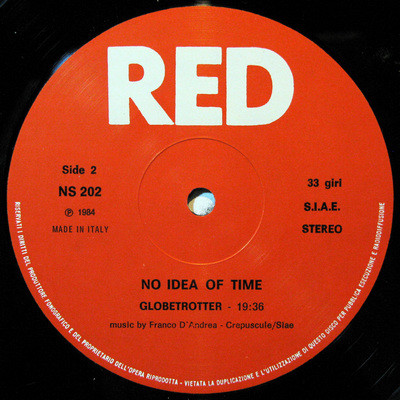 RED
Side 2
NS 202
℗ 1984
MADE IN ITALY
33 giri
S.I.A.E.
STEREO
NO IDEA OF TIME
GLOBETROTTER - 19:36
music by Franco D'Andrea - Crepuscule/Siae
RISERVATI I DIRITTI DEL PRODUTTORE FONOGRAFICO E DEL PROPRIETARIO DELL'OPERA RIPRODOTTA - VIETATA LA DUPLICAZIONE E L'UTILIZZAZIONE DI QUESTO DISCO PER PUBBLICA ESECUZIONE E RADIODIFFUSIONE